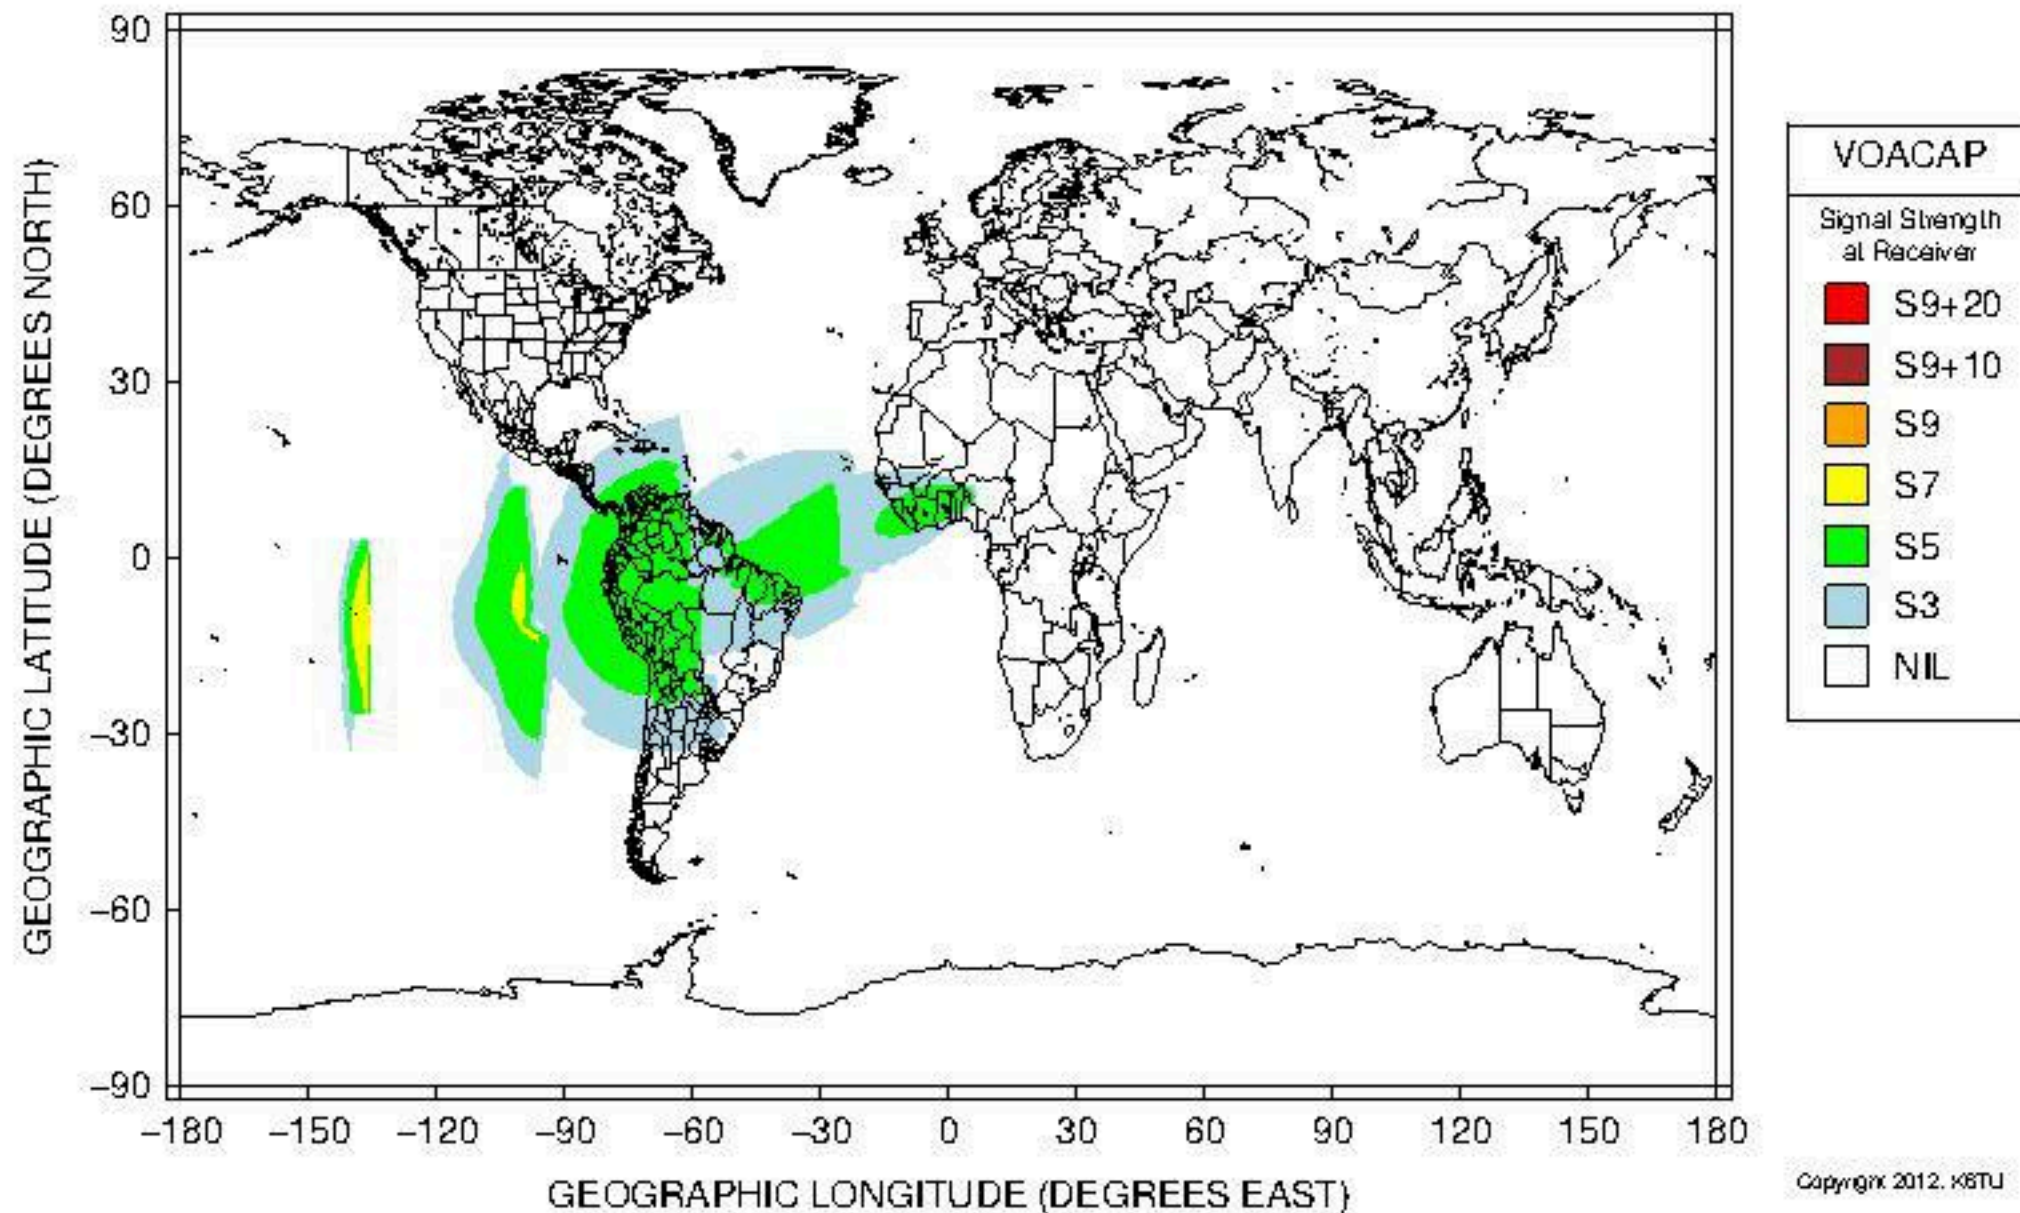 90
60
30
0
–30
–60
–90
GEOGRAPHIC LATITUDE (DEGREES NORTH)
–180 –150 –120 –90 –60 –30 0 30 60 90 120 150 180
GEOGRAPHIC LONGITUDE (DEGREES EAST)
VOACAP
Signal Strength
at Receiver
S9+20
S9+10
S9
S7
S5
S3
NIL
Copyright 2012, K6TU